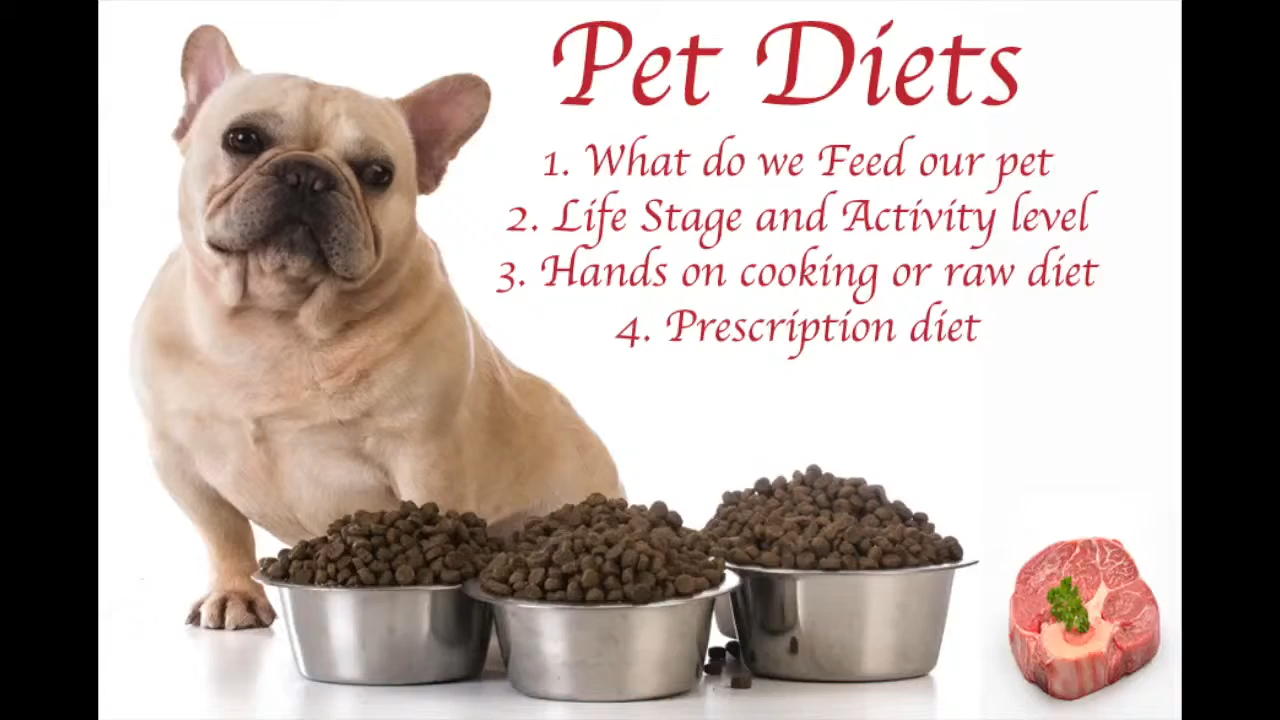 Pet Diets
1. What do we Feed our pet
2. Life Stage and Activity level
3. Hands on cooking or raw diet
4. Prescription diet